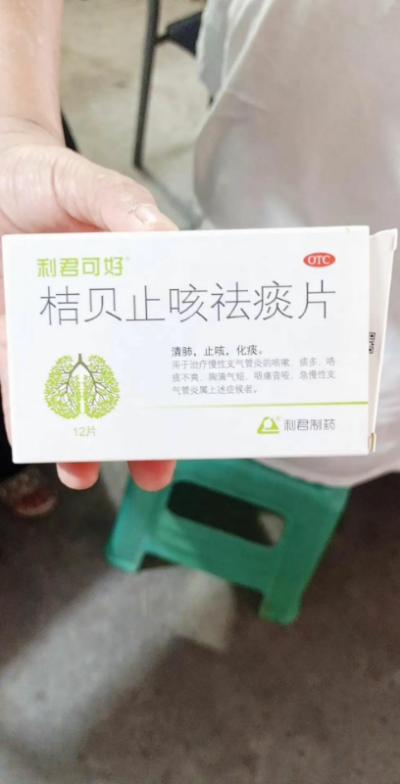 利君可好®
OTC
桔贝止咳祛痰片
清肺，止咳，化痰。
用于治疗慢性支气管炎的咳嗽、痰多、咯
痰不爽、胸满气短、咽痛音哑、急慢性支
气管炎属上述症候者。
12片
利君制药